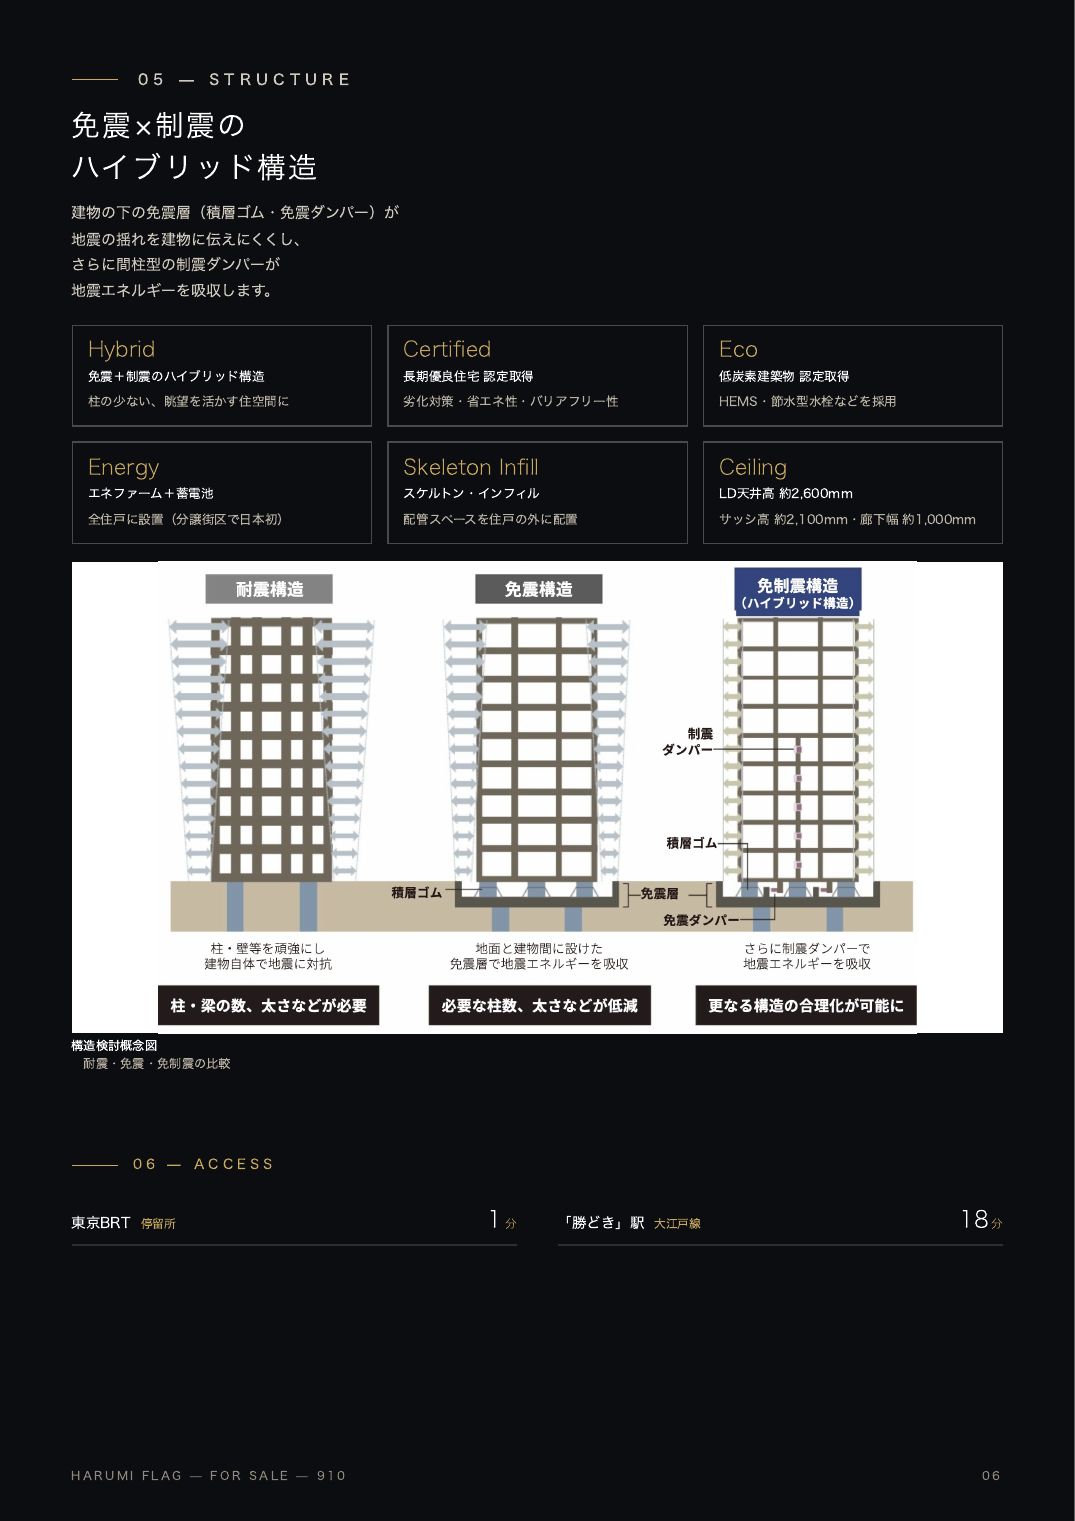 05 — STRUCTURE
免震×制震の
ハイブリッド構造
建物の下の免震層（積層ゴム・免震ダンパー）が
地震の揺れを建物に伝えにくくし、
さらに間柱型の制震ダンパーが
地震エネルギーを吸収します。
Hybrid
免震＋制震のハイブリッド構造
柱の少ない、眺望を活かす住空間に
Certified
長期優良住宅 認定取得
劣化対策・省エネ性・バリアフリー性
Eco
低炭素建築物 認定取得
HEMS・節水型水栓などを採用
Energy
エネファーム＋蓄電池
全住戸に設置（分譲街区で日本初）
Skeleton Infill
スケルトン・インフィル
配管スペースを住戸の外に配置
Ceiling
LD天井高 約2,600mm
サッシ高 約2,100mm・廊下幅 約1,000mm
耐震構造
免震構造
免制震構造
（ハイブリッド構造）
制震
ダンパー
積層ゴム
積層ゴム
免震層
免震ダンパー
柱・壁等を頑強にし
建物自体で地震に対抗
地面と建物間に設けた
免震層で地震エネルギーを吸収
さらに制震ダンパーで
地震エネルギーを吸収
柱・梁の数、太さなどが必要
必要な柱数、太さなどが低減
更なる構造の合理化が可能に
構造検討概念図
耐震・免震・免制震の比較
06 — ACCESS
東京BRT 停留所 1分
「勝どき」駅 大江戸線 18分
HARUMI FLAG — FOR SALE — 910
06